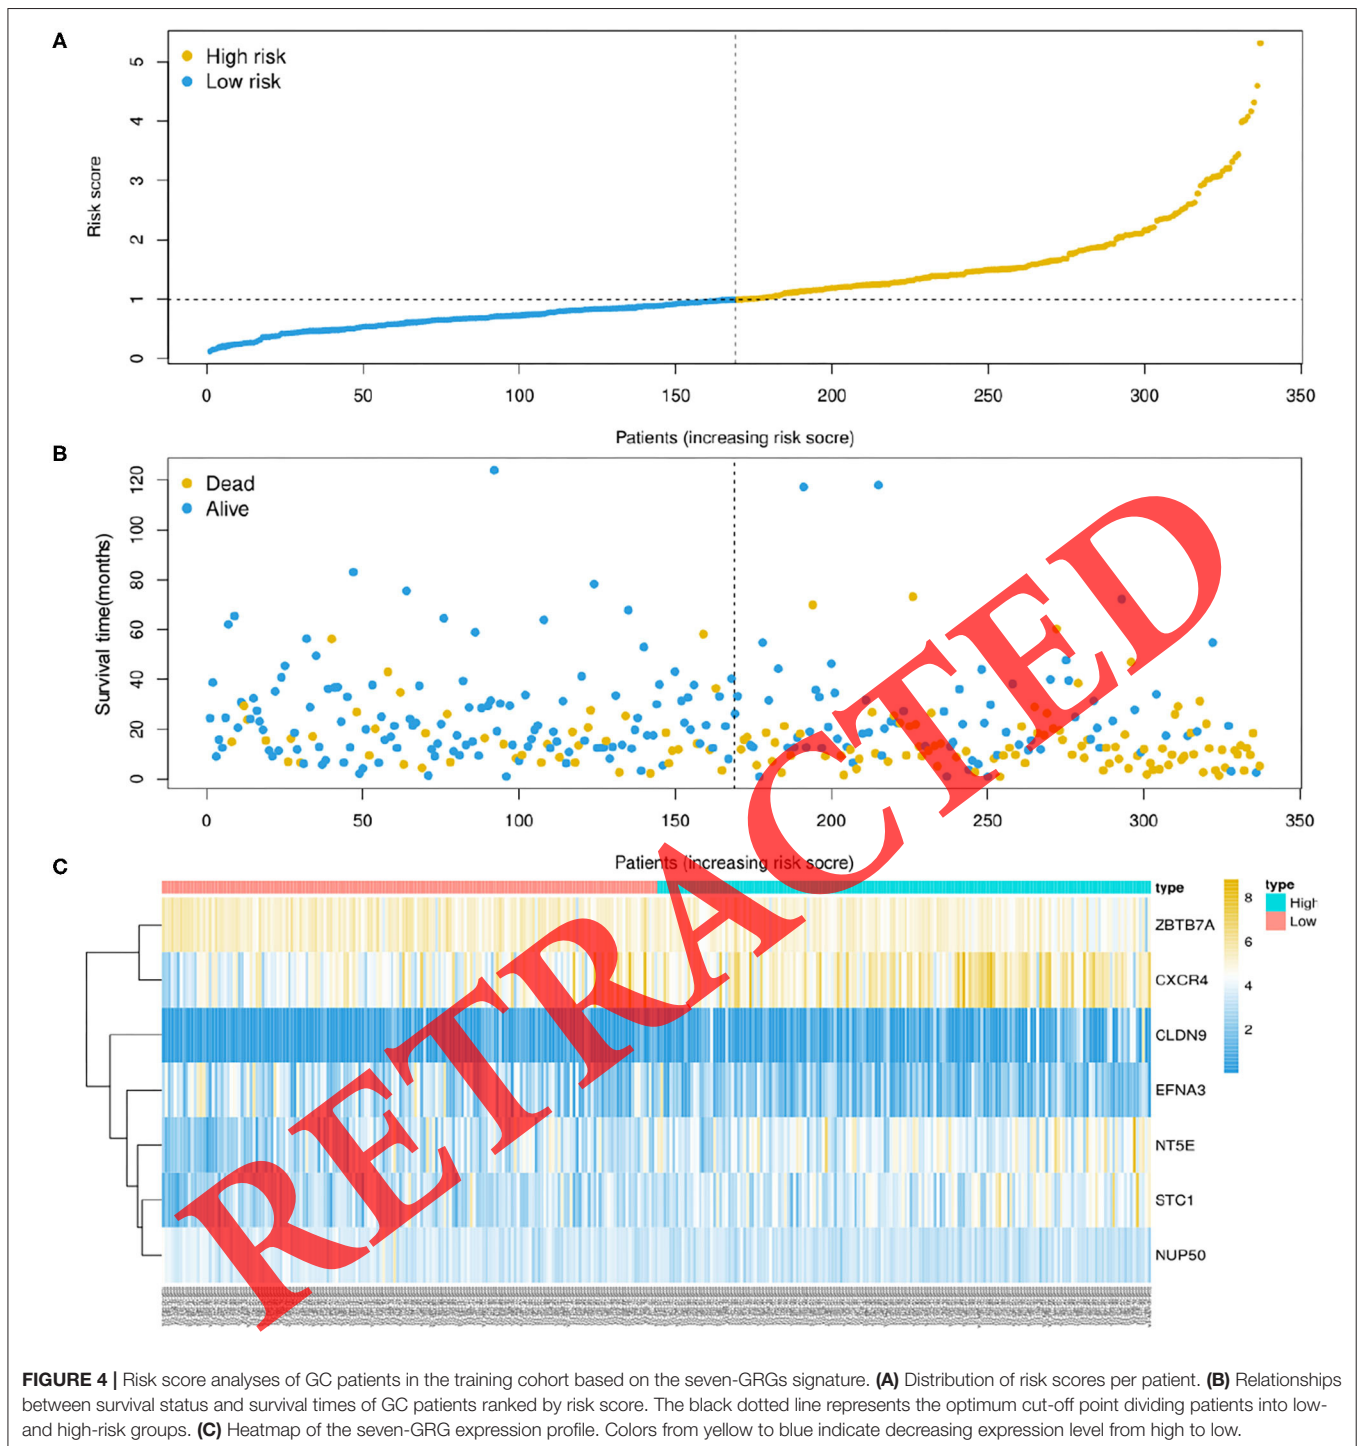 A
High risk
Low risk
Risk score
5
4
3
2
1
0
0 50 100 150 200 250 300 350
Patients (increasing risk socre)
B
Dead
Alive
Survival time(months)
120
100
80
60
40
20
0
0 50 100 150 200 250 300 350
Patients (increasing risk socre)
C
type
ZBTB7A
CXCR4
CLDN9
EFNA3
NT5E
STC1
NUP50
8
6
4
2
type
High
Low
RETRACTED
FIGURE 4 | Risk score analyses of GC patients in the training cohort based on the seven-GRGs signature. (A) Distribution of risk scores per patient. (B) Relationships
between survival status and survival times of GC patients ranked by risk score. The black dotted line represents the optimum cut-off point dividing patients into low-
and high-risk groups. (C) Heatmap of the seven-GRG expression profile. Colors from yellow to blue indicate decreasing expression level from high to low.